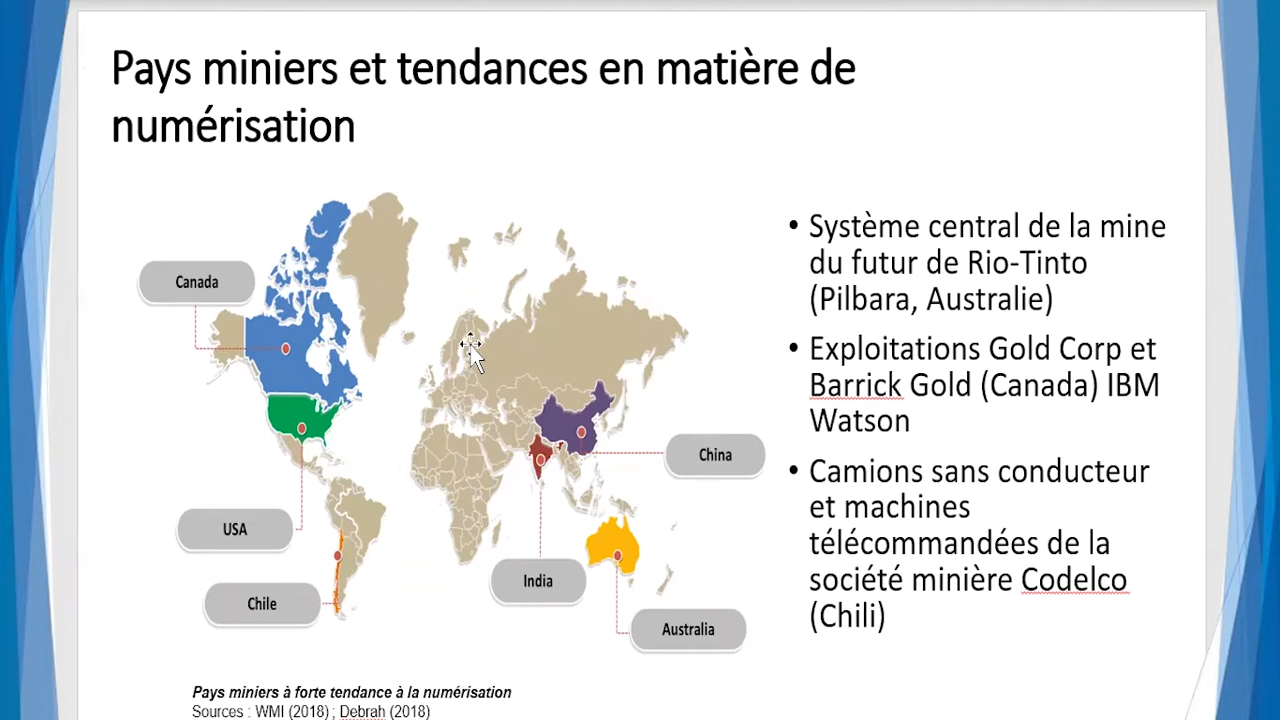 Pays miniers et tendances en matière de
numérisation
Canada
USA
Chile
China
India
Australia
• Système central de la mine
du futur de Rio-Tinto
(Pilbara, Australie)
• Exploitations Gold Corp et
Barrick Gold (Canada) IBM
Watson
• Camions sans conducteur
et machines
télécommandées de la
société minière Codelco
(Chili)
Pays miniers à forte tendance à la numérisation
Sources : WMI (2018) ; Debrah (2018)